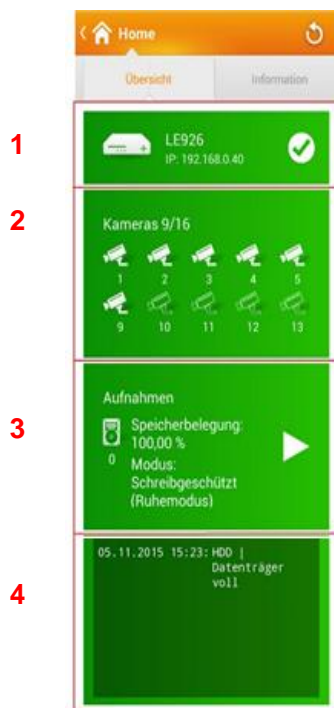 Home
Übersicht
Information
1
LE926
IP: 192.168.0.40
2
Kameras 9/16
1 2 3 4 5
9 10 11 12 13
3
Aufnahmen
Speicherbelegung:
100,00 %
0
Modus:
Schreibgeschützt
(Ruhemodus)
4
05.11.2015 15:23: HDD |
Datenträger
voll